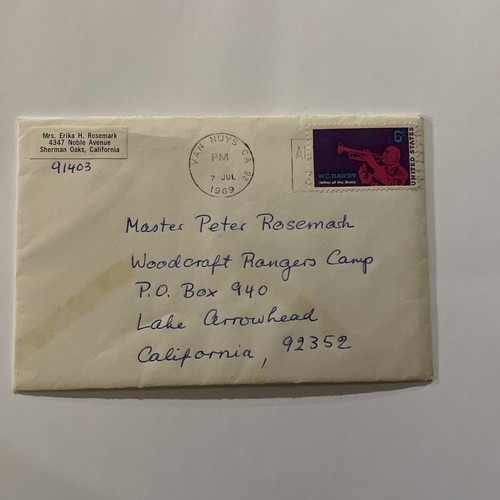 Mrs. Erika H. Rosemark
4347 Noble Avenue
Sherman Oaks, California
91403
VAN NUYS CA
PM
7 JUL
1969
6¢
UNITED STATES
W.C. HANDY
Father of the Blues
Master Peter Rosemark
Woodcraft Rangers Camp
P.O. Box 940
Lake Arrowhead
California, 92352